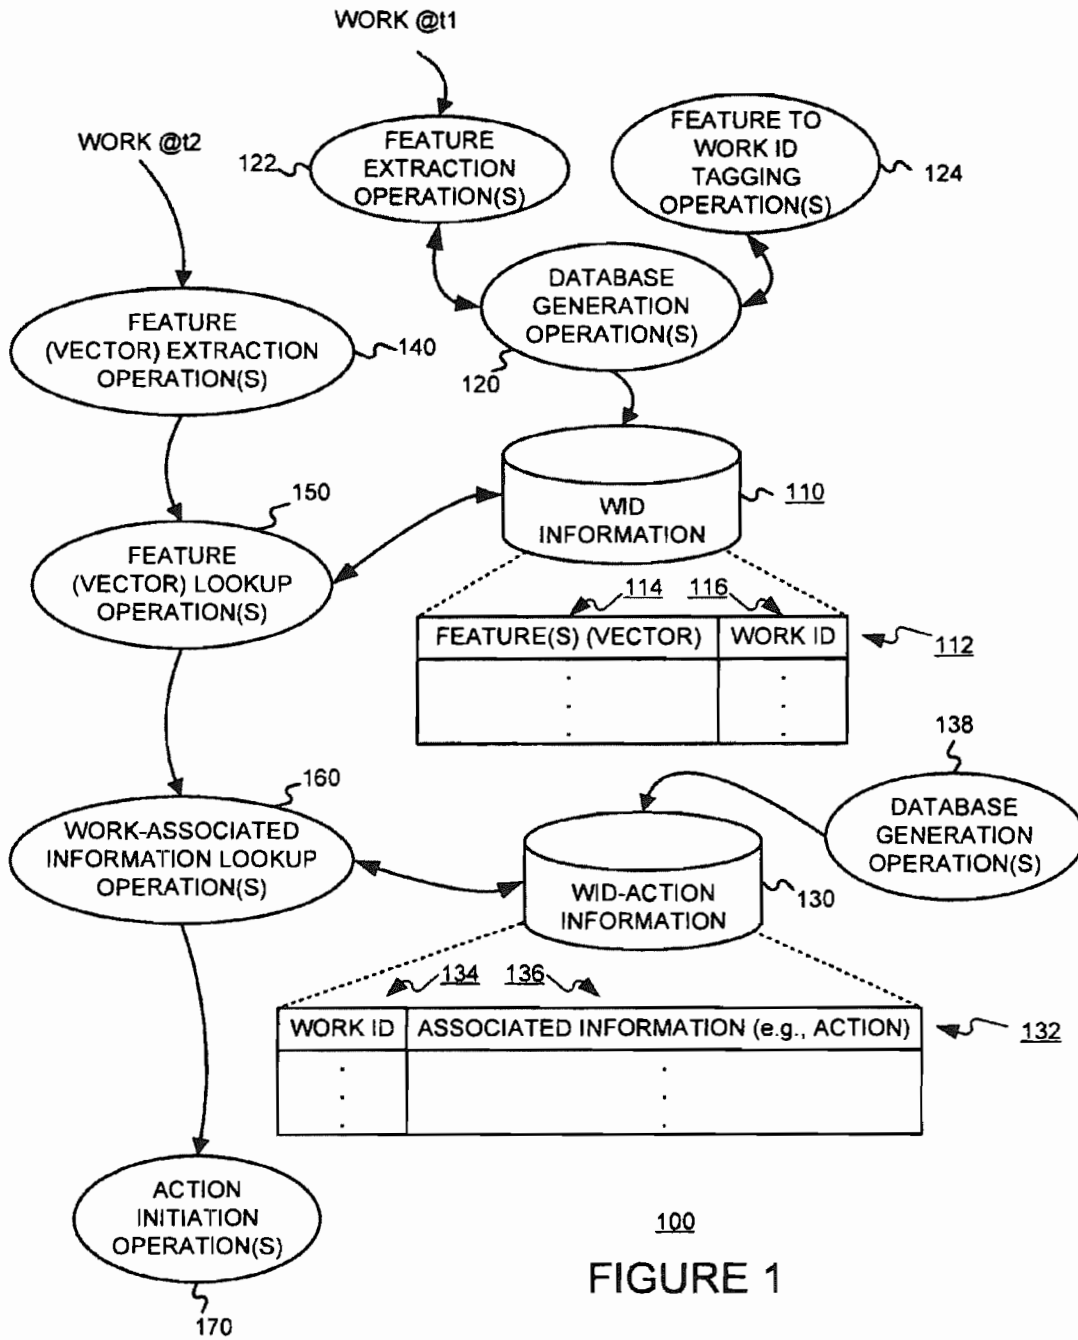 WORK @t1
WORK @t2
122
FEATURE
EXTRACTION
OPERATION(S)
FEATURE TO
WORK ID
TAGGING
OPERATION(S)
124
DATABASE
GENERATION
OPERATION(S)
120
FEATURE
(VECTOR) EXTRACTION
OPERATION(S)
140
150
FEATURE
(VECTOR) LOOKUP
OPERATION(S)
WID
INFORMATION
110
114
116
FEATURE(S) (VECTOR)
WORK ID
112
138
DATABASE
GENERATION
OPERATION(S)
160
WORK-ASSOCIATED
INFORMATION LOOKUP
OPERATION(S)
WID-ACTION
INFORMATION
130
134
136
WORK ID
ASSOCIATED INFORMATION (e.g., ACTION)
132
ACTION
INITIATION
OPERATION(S)
170
100
FIGURE 1